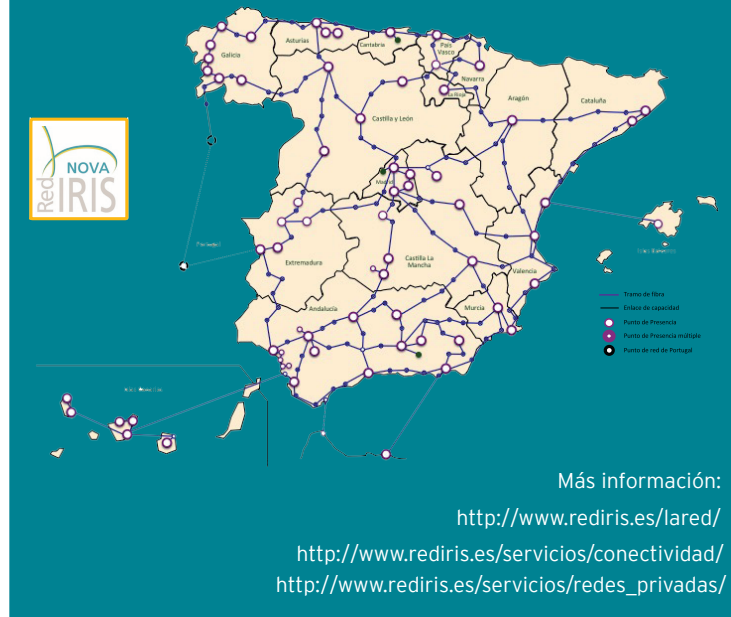 Asturias
Cantabria
País
Vasco
Galicia
Navarra
La Rioja
Aragón
Cataluña
Castilla y León
NOVA
Red
IRIS
Madrid
Portugal
Islas Baleares
Castilla La
Mancha
Extremadura
Valencia
Andalucía
Murcia
Tramo de fibra
Enlace de capacidad
Punto de Presencia
Punto de Presencia múltiple
Punto de red de Portugal
Más información:
http://www.rediris.es/lared/
http://www.rediris.es/servicios/conectividad/
http://www.rediris.es/servicios/redes_privadas/